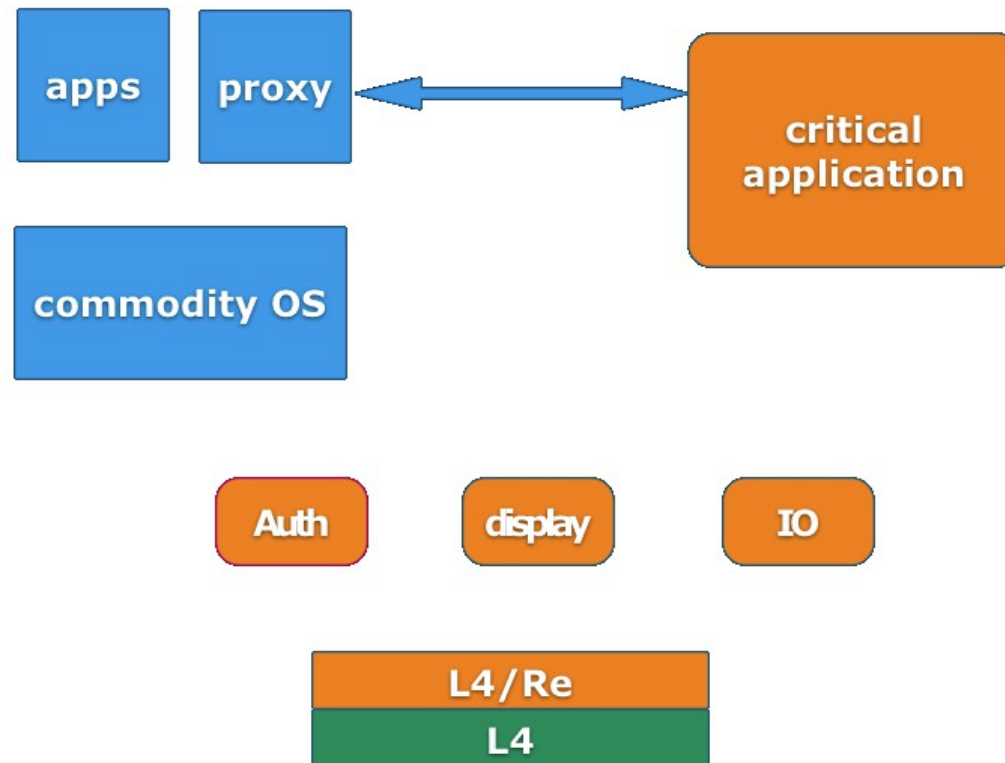 apps
proxy
critical
application
commodity OS
Auth
display
IO
L4/Re
L4